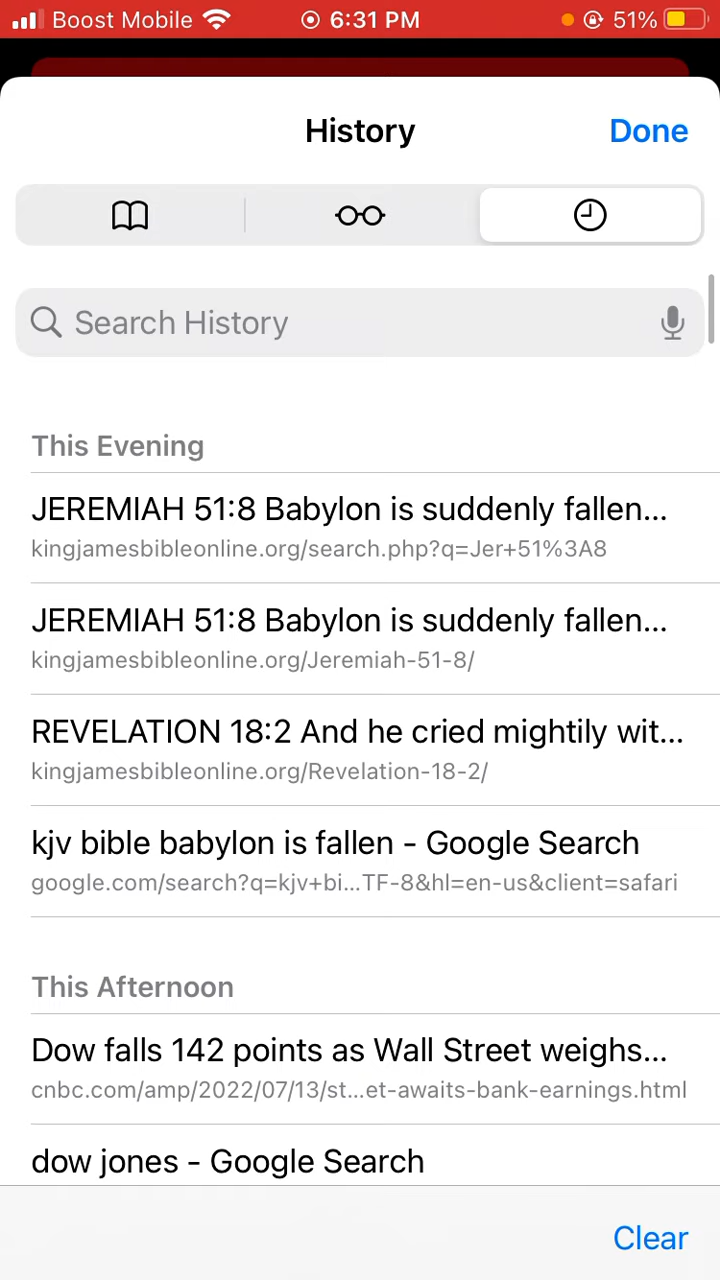 Boost Mobile 6:31 PM 51%
History Done
Search History
This Evening
JEREMIAH 51:8 Babylon is suddenly fallen...
kingjamesbibleonline.org/search.php?q=Jer+51%3A8
JEREMIAH 51:8 Babylon is suddenly fallen...
kingjamesbibleonline.org/Jeremiah-51-8/
REVELATION 18:2 And he cried mightily wit...
kingjamesbibleonline.org/Revelation-18-2/
kjv bible babylon is fallen - Google Search
google.com/search?q=kjv+bi...TF-8&hl=en-us&client=safari
This Afternoon
Dow falls 142 points as Wall Street weighs...
cnbc.com/amp/2022/07/13/st...et-awaits-bank-earnings.html
dow jones - Google Search
Clear